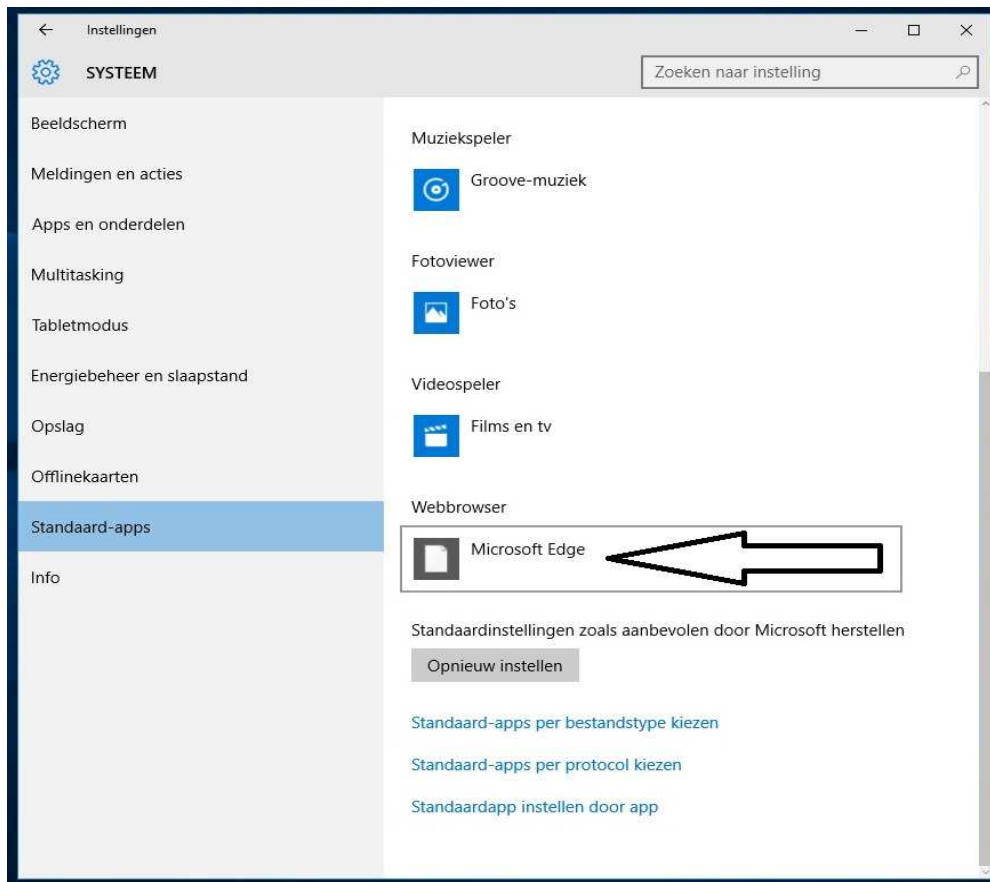 Instellingen
SYSTEEM
Zoeken naar instelling
Beeldscherm
Meldingen en acties
Apps en onderdelen
Multitasking
Tabletmodus
Energiebeheer en slaapstand
Opslag
Offlinekaarten
Standaard-apps
Info
Muziekspeler
Groove-muziek
Fotoviewer
Foto's
Videospeler
Films en tv
Webbrowser
Microsoft Edge
Standaardinstellingen zoals aanbevolen door Microsoft herstellen
Opnieuw instellen
Standaard-apps per bestandstype kiezen
Standaard-apps per protocol kiezen
Standaardapp instellen door app